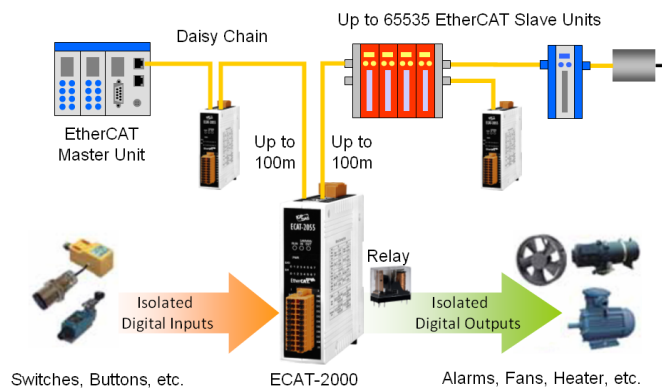 Up to 65535 EtherCAT Slave Units
Daisy Chain
EtherCAT
Master Unit
Up to
100m
Up to
100m
ECAT-2055
EtherCAT
Relay
Isolated
Digital Inputs
Isolated
Digital Outputs
Switches, Buttons, etc.
ECAT-2000
Alarms, Fans, Heater, etc.